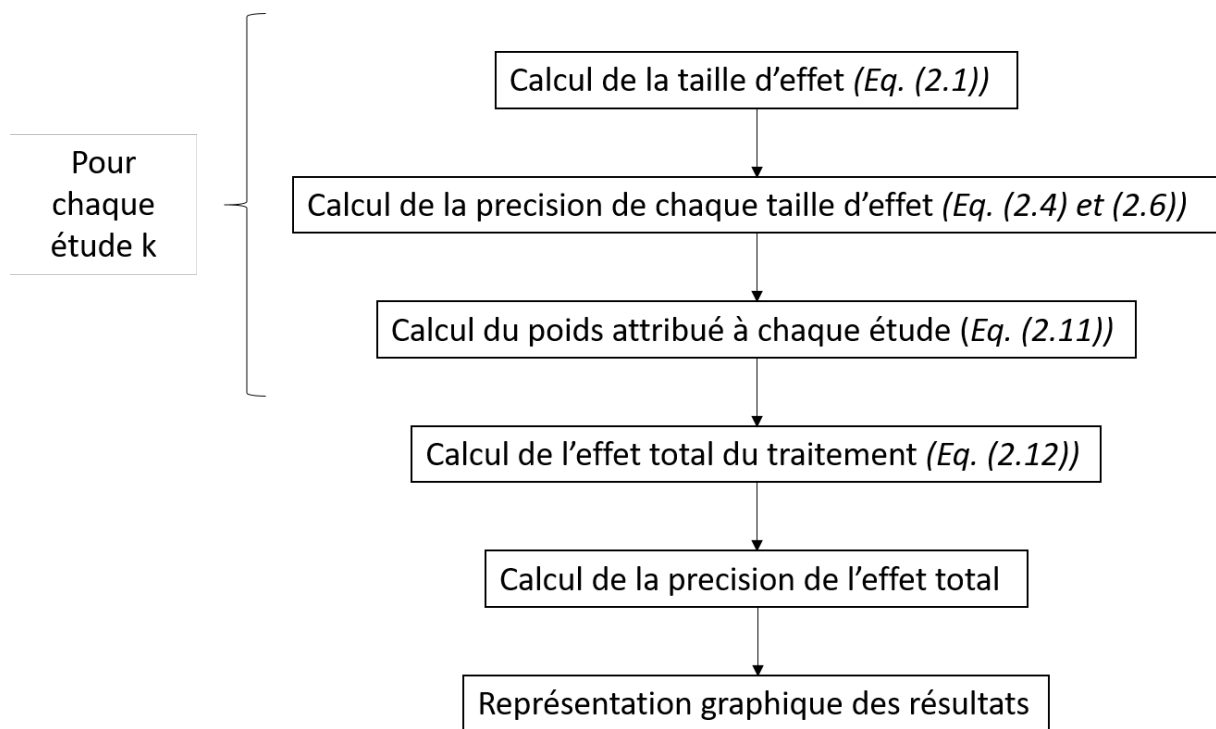 Calcul de la taille d'effet (Eq. (2.1))
Pour
chaque
étude k
Calcul de la precision de chaque taille d'effet (Eq. (2.4) et (2.6))
Calcul du poids attribué à chaque étude (Eq. (2.11))
Calcul de l’effet total du traitement (Eq. (2.12))
Calcul de la precision de l’effet total
Représentation graphique des résultats